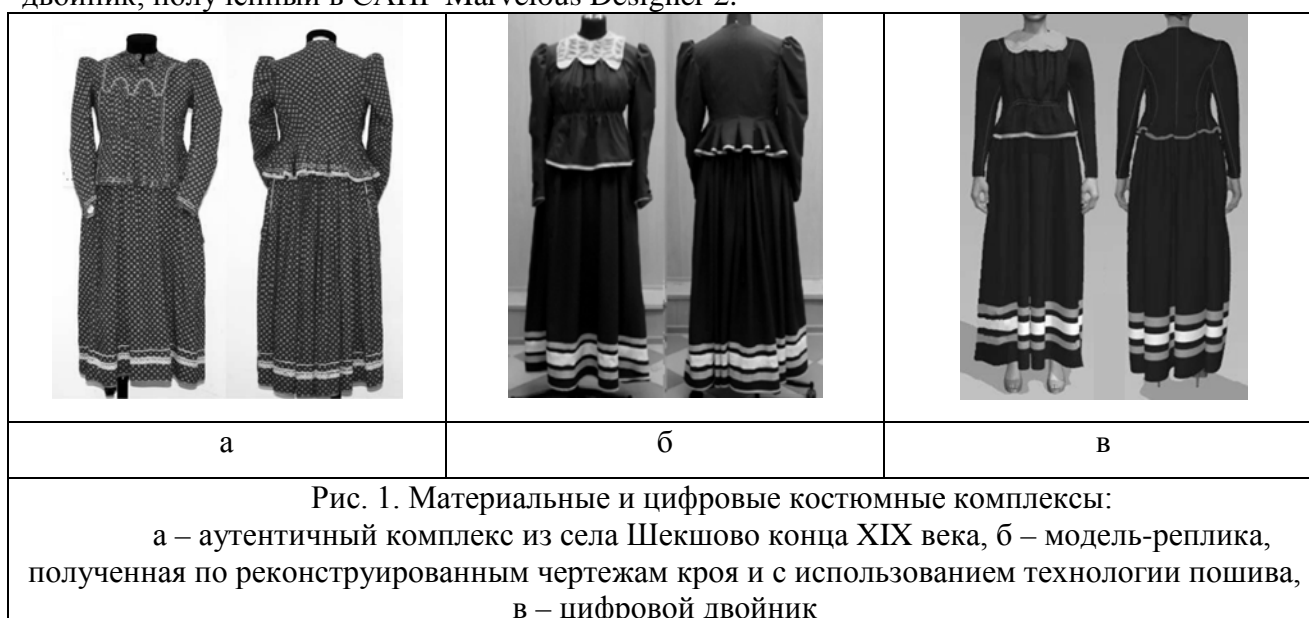 двойник, полученный в САПР Marvelous Designer 2.
а
б
в
Рис. 1. Материальные и цифровые костюмные комплексы:
а – аутентичный комплекс из села Шекшово конца XIX века, б – модель-реплика,
полученная по реконструированным чертежам кроя и с использованием технологии пошива,
в – цифровой двойник